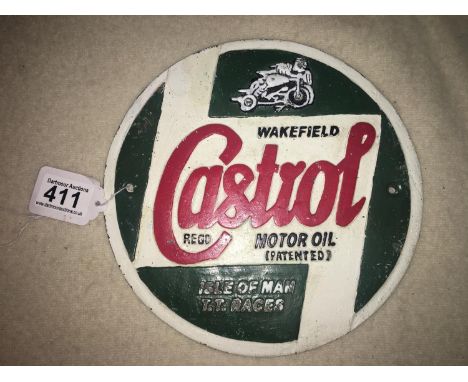 WAKEFIELD
Castrol
REGD MOTOR OIL
(PATENTED)
ISLE OF MAN
T.T. RACES
411